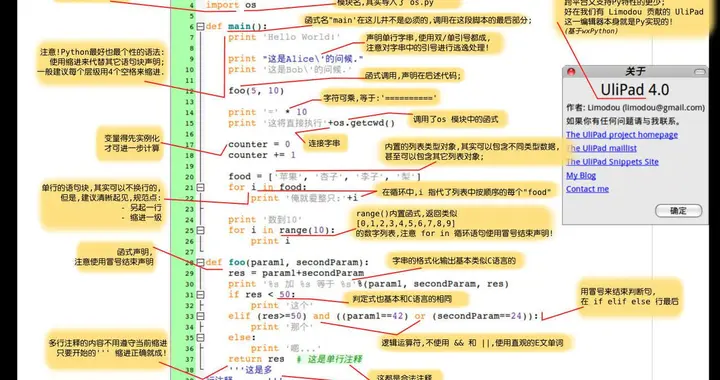 模块名,其实导入了 os.py
跨平台又支持Py特性的更少;
好在我们有 Limodou 贡献的 UliPad
这一编辑器本身就是Py实现的!
(基于wxPython)
4 import os
5
6 def main():
函式名"main'在这儿并不是必须的,调用在这段脚本的最后部分;
7 print 'Hello World!'
8
声明单行字串,使用双/单引号都成,
注意对字串中的引号进行逃逸处理!
注意!Python最好也最个性的语法:
使用缩进来代替其它语句块声明;
一般建议每个层级用4个空格来缩进.
9 print "这是Alice\'的问候."
10 print '这是Bob\'的问候.'
11
函式调用,声明在后述代码;
12 foo(5, 10)
13
字符可乘,等于:'=========='
14 print '=' * 10
15 print '这将直接执行'+os.getcwd()
调用了os 模块中的函式
16
连接字串
变量得先实例化
才可进一步计算
17 counter = 0
18 counter += 1
19
内置的列表类型对象,其实可以包含不同类型数据,
甚至可以包含其它列表对象;
20 food = ['苹果', '杏子', '李子', '梨']
21 for i in food:
22 print '俺就爱整只:'+i
在循环中,i 指代了列表中按顺序的每个"food"
单行的语句块,其实可以不换行的,
但是,建议清晰起见,规范点:
- 另起一行
- 缩进一级
23
24 print '数到10'
25 for i in range(10):
26 print i
range()内置函式,返回类似
[0,1,2,3,4,5,6,7,8,9]
的数字列表,注意 for in 循环语句使用冒号结束声明!
27
函式声明,
注意使用冒号结束声明
字串的格式化输出基本类似C语言的
28 def foo(param1, secondParam):
29 res = param1+secondParam
30 print '%s 加 %s 等于 %s'%(param1, secondParam, res)
31 if res < 50:
判定式也基本和C语言的相同
32 print '这个'
33 elif (res>=50) and ((param1==42) or (secondParam==24)):
用冒号来结束判断句,
在 if elif else 行最后
34 print '那个'
35 else:
逻辑运算符,不使用 && 和 ||,使用直观的E文单词
36 print '嗯...'
多行注释的内容不用遵守当前缩进
只要开始的''' 缩进正确就成!
37 return res # 这是单行注释
38 '''这是多
行注释
这都是合法注释
关于
UliPad 4.0
作者: Limodou (limodou@gmail.com)
如果你有任何问题请与我联系。
The UliPad project homepage
The UliPad maillist
The UliPad Snippets Site
My Blog
Contact me
确定